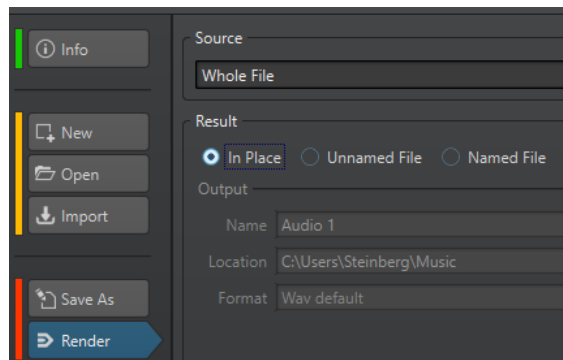 Info
New
Open
Import
Save As
Render
Source
Whole File
Result
In Place Unnamed File Named File
Output
Name Audio 1
Location C:\Users\Steinberg\Music
Format Wav default